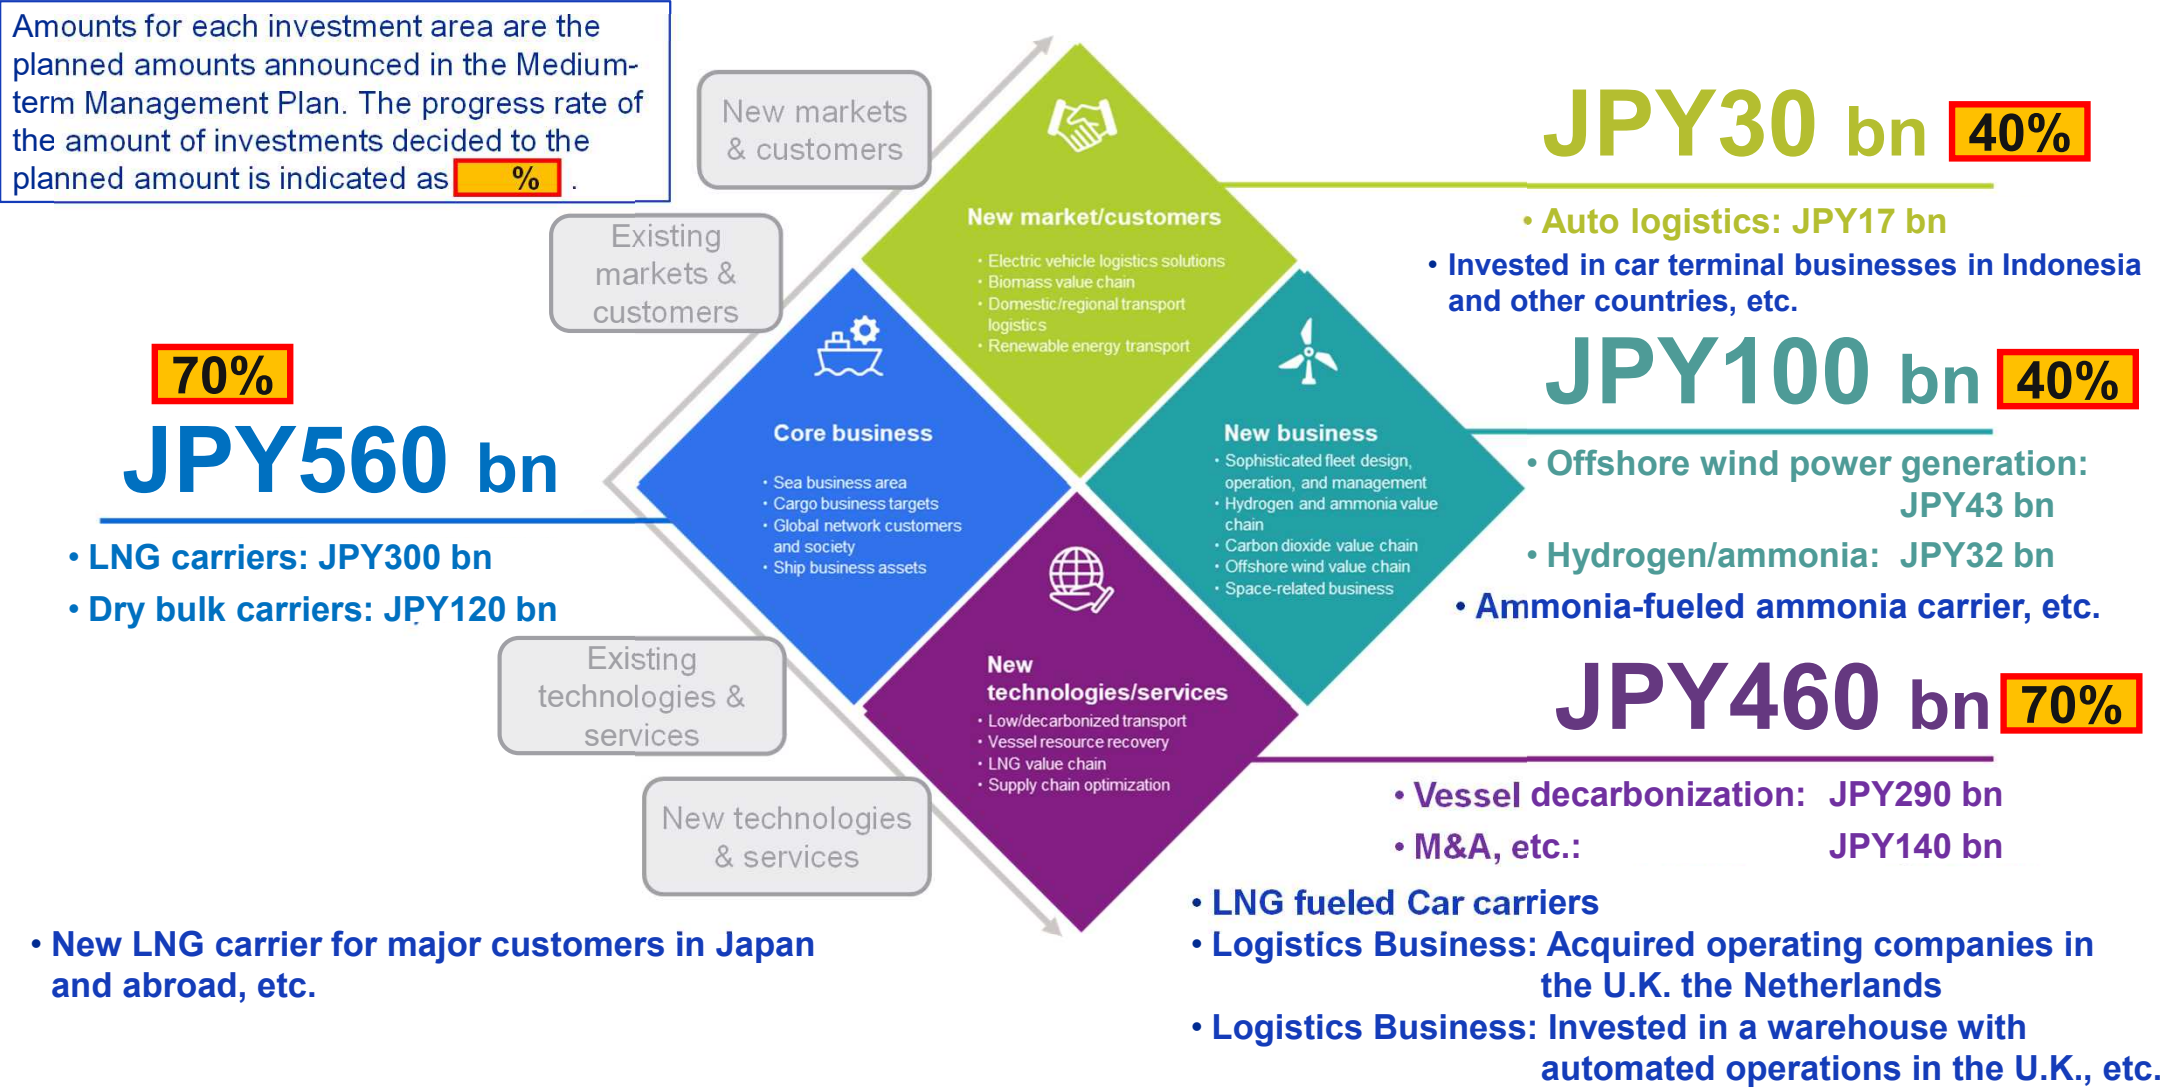 Amounts for each investment area are the
planned amounts announced in the Medium-
term Management Plan. The progress rate of
the amount of investments decided to the
planned amount is indicated as % .
New markets
& customers
Existing
markets &
customers
70%
JPY560 bn
• LNG carriers: JPY300 bn
• Dry bulk carriers: JPY120 bn
Existing
technologies &
services
New technologies
& services
• New LNG carrier for major customers in Japan
and abroad, etc.
New market/customers
• Electric vehicle logistics solutions
• Biomass value chain
• Domestic/regional transport
logistics
• Renewable energy transport
Core business
• Sea business area
• Cargo business targets
• Global network customers
and society
• Ship business assets
New business
• Sophisticated fleet design,
operation, and management
• Hydrogen and ammonia value
chain
• Carbon dioxide value chain
• Offshore wind value chain
• Space-related business
New
technologies/services
• Low/decarbonized transport
• Vessel resource recovery
• LNG value chain
• Supply chain optimization
JPY30 bn 40%
• Auto logistics: JPY17 bn
• Invested in car terminal businesses in Indonesia
and other countries, etc.
JPY100 bn 40%
• Offshore wind power generation:
JPY43 bn
• Hydrogen/ammonia: JPY32 bn
• Ammonia-fueled ammonia carrier, etc.
JPY460 bn 70%
• Vessel decarbonization: JPY290 bn
• M&A, etc.: JPY140 bn
• LNG fueled Car carriers
• Logistics Business: Acquired operating companies in
the U.K. the Netherlands
• Logistics Business: Invested in a warehouse with
automated operations in the U.K., etc.